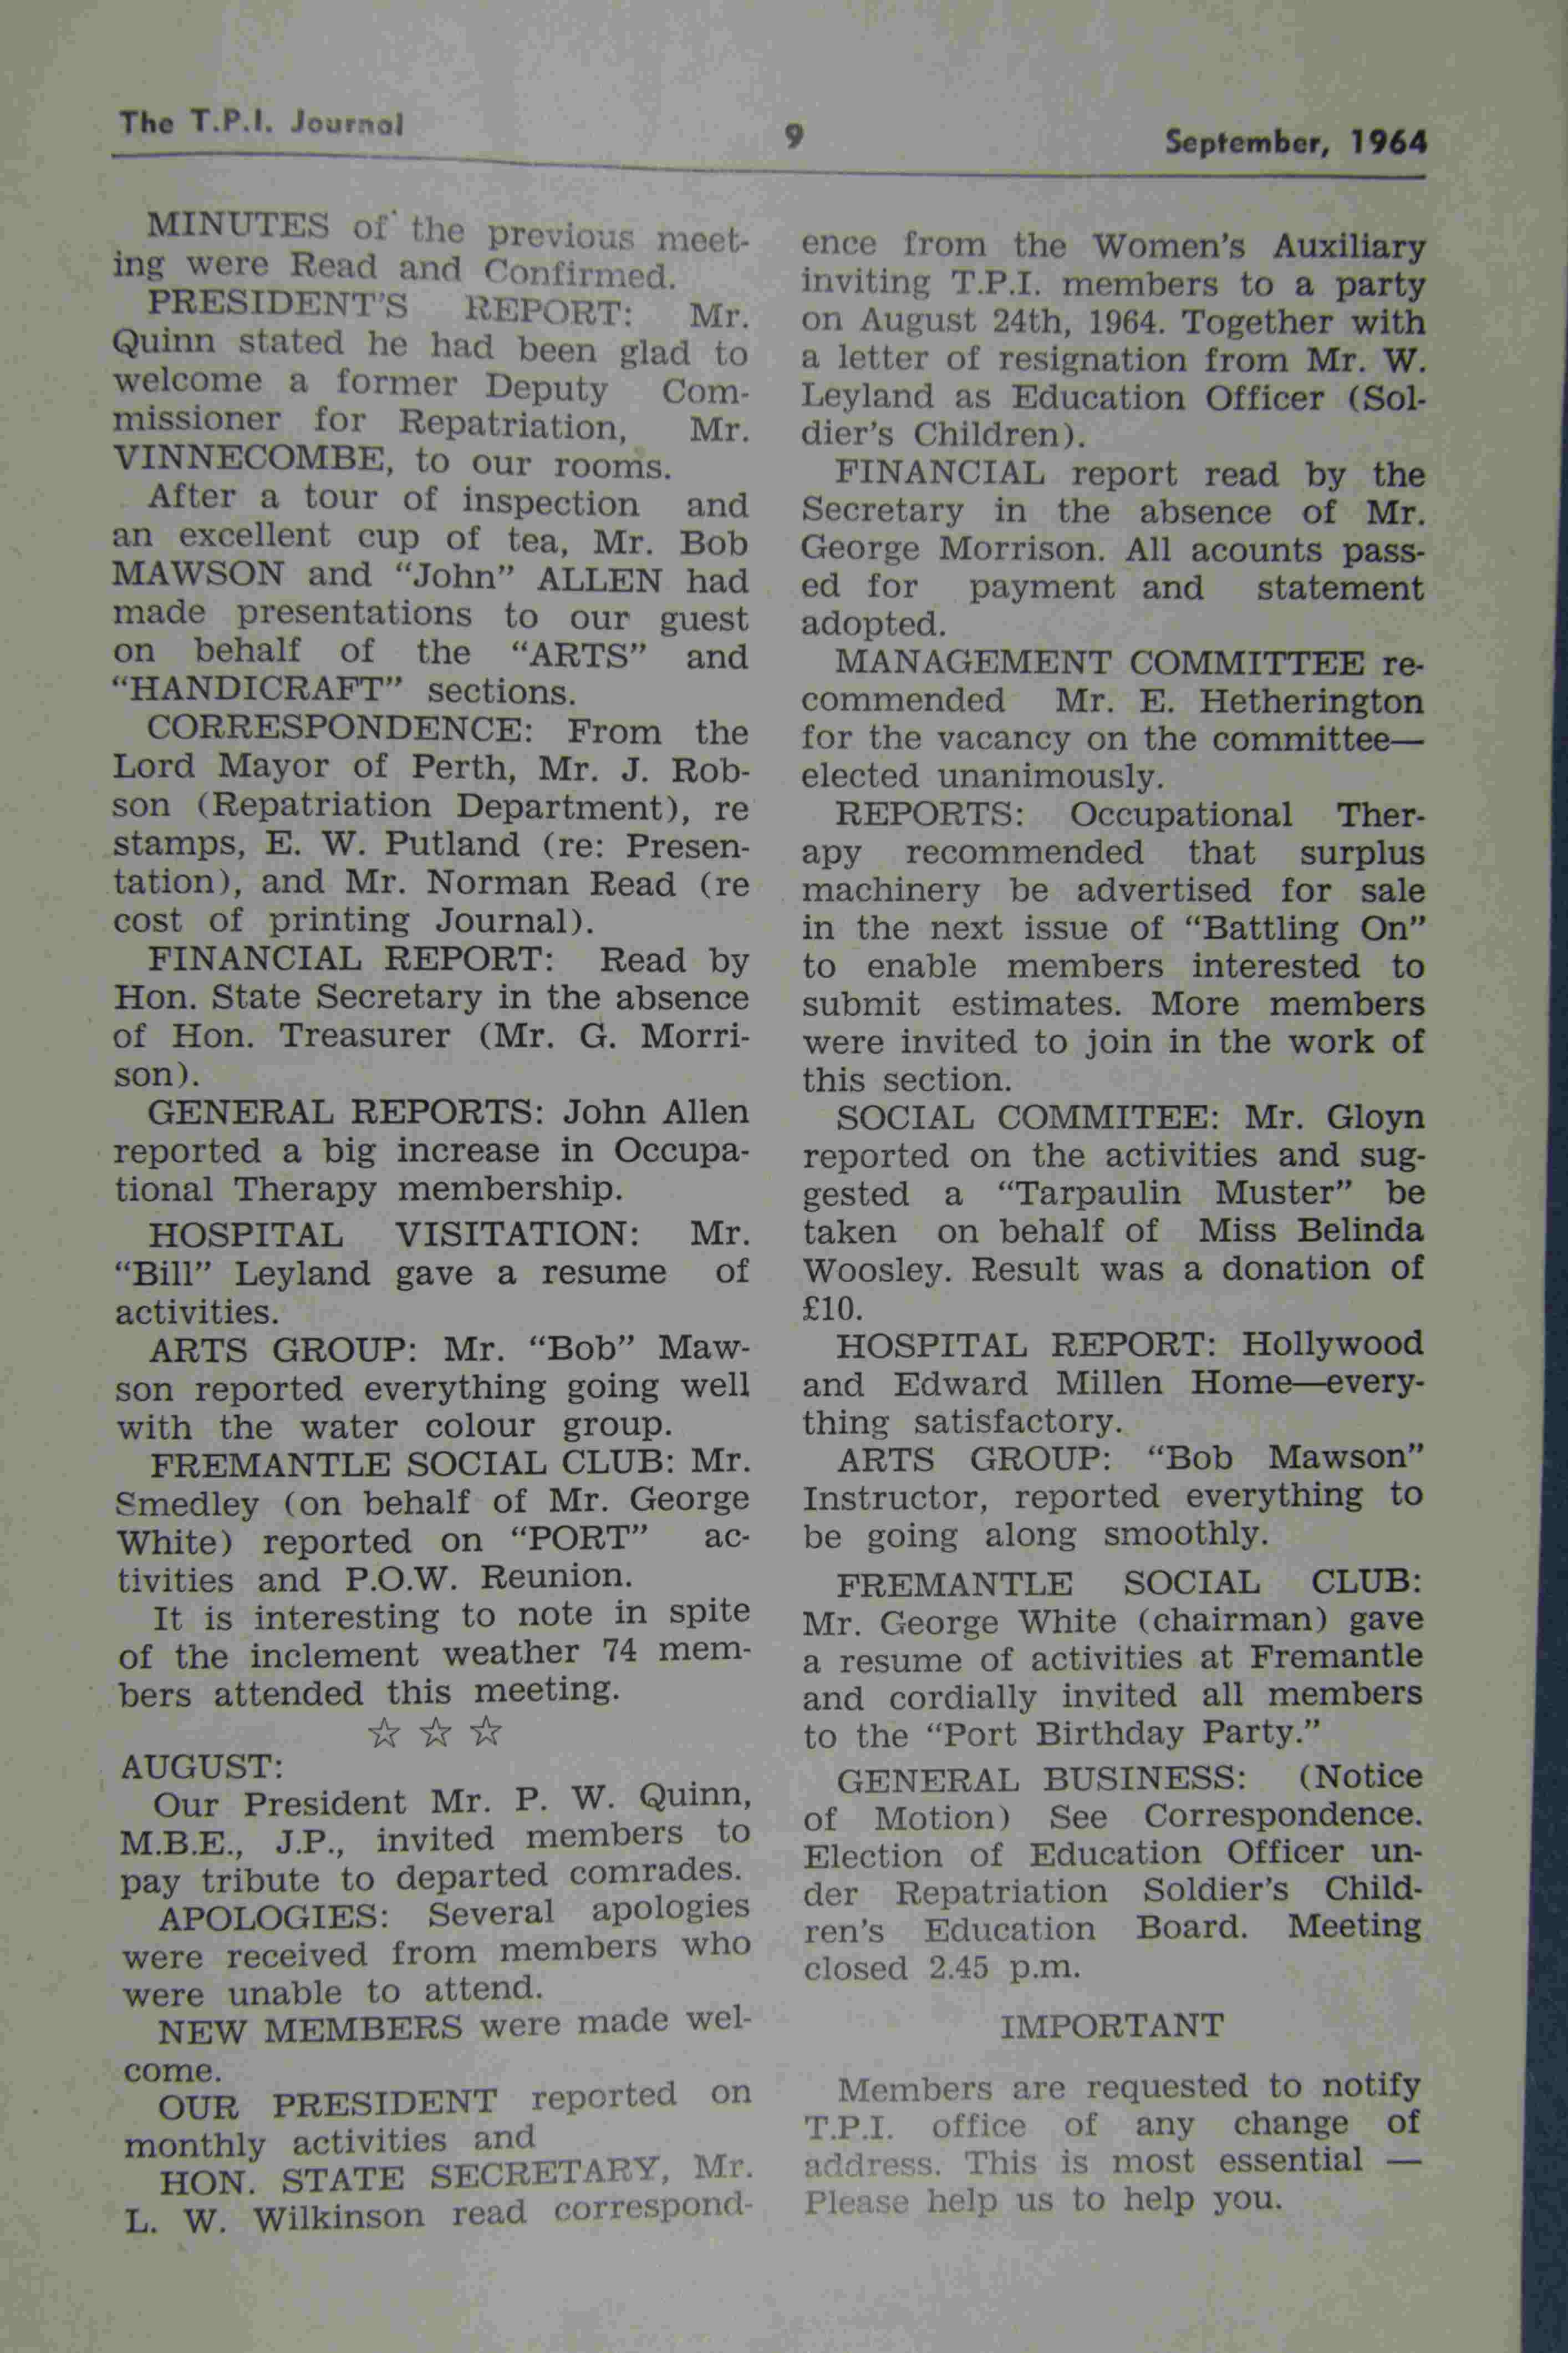 The T.P.I. Journal
9
September, 1964
MINUTES of the previous meet-
ing were Read and Confirmed.
PRESIDENT'S REPORT: Mr.
Quinn stated he had been glad to
welcome a former Deputy Com-
missioner for Repatriation, Mr.
VINNECOMBE, to our rooms.
After a tour of inspection and
an excellent cup of tea, Mr. Bob
MAWSON and “John” ALLEN had
made presentations to our guest
on behalf of the “ARTS” and
“HANDICRAFT” sections.
CORRESPONDENCE: From the
Lord Mayor of Perth, Mr. J. Rob-
son (Repatriation Department), re
stamps, E. W. Putland (re: Presen-
tation), and Mr. Norman Read (re
cost of printing Journal).
FINANCIAL REPORT: Read by
Hon. State Secretary in the absence
of Hon. Treasurer (Mr. G. Morri-
son).
GENERAL REPORTS: John Allen
reported a big increase in Occupa-
tional Therapy membership.
HOSPITAL VISITATION: Mr.
“Bill” Leyland gave a resume of
activities.
ARTS GROUP: Mr. “Bob” Maw-
son reported everything going well
with the water colour group.
FREMANTLE SOCIAL CLUB: Mr.
Smedley (on behalf of Mr. George
White) reported on “PORT” ac-
tivities and P.O.W. Reunion.
It is interesting to note in spite
of the inclement weather 74 mem-
bers attended this meeting.
☆ ☆ ☆
AUGUST:
Our President Mr. P. W. Quinn,
M.B.E., J.P., invited members to
pay tribute to departed comrades.
APOLOGIES: Several apologies
were received from members who
were unable to attend.
NEW MEMBERS were made wel-
come.
OUR PRESIDENT reported on
monthly activities and
HON. STATE SECRETARY, Mr.
L. W. Wilkinson read correspond-
ence from the Women's Auxiliary
inviting T.P.I. members to a party
on August 24th, 1964. Together with
a letter of resignation from Mr. W.
Leyland as Education Officer (Sol-
dier's Children).
FINANCIAL report read by the
Secretary in the absence of Mr.
George Morrison. All acounts pass-
ed for payment and statement
adopted.
MANAGEMENT COMMITTEE re-
commended Mr. E. Hetherington
for the vacancy on the committee—
elected unanimously.
REPORTS: Occupational Ther-
apy recommended that surplus
machinery be advertised for sale
in the next issue of “Battling On”
to enable members interested to
submit estimates. More members
were invited to join in the work of
this section.
SOCIAL COMMITEE: Mr. Gloyn
reported on the activities and sug-
gested a “Tarpaulin Muster” be
taken on behalf of Miss Belinda
Woosley. Result was a donation of
£10.
HOSPITAL REPORT: Hollywood
and Edward Millen Home—every-
thing satisfactory.
ARTS GROUP: “Bob Mawson”
Instructor, reported everything to
be going along smoothly.
FREMANTLE SOCIAL CLUB:
Mr. George White (chairman) gave
a resume of activities at Fremantle
and cordially invited all members
to the “Port Birthday Party.”
GENERAL BUSINESS: (Notice
of Motion) See Correspondence.
Election of Education Officer un-
der Repatriation Soldier's Child-
ren's Education Board. Meeting
closed 2.45 p.m.
IMPORTANT
Members are requested to notify
T.P.I. office of any change of
address. This is most essential —
Please help us to help you.